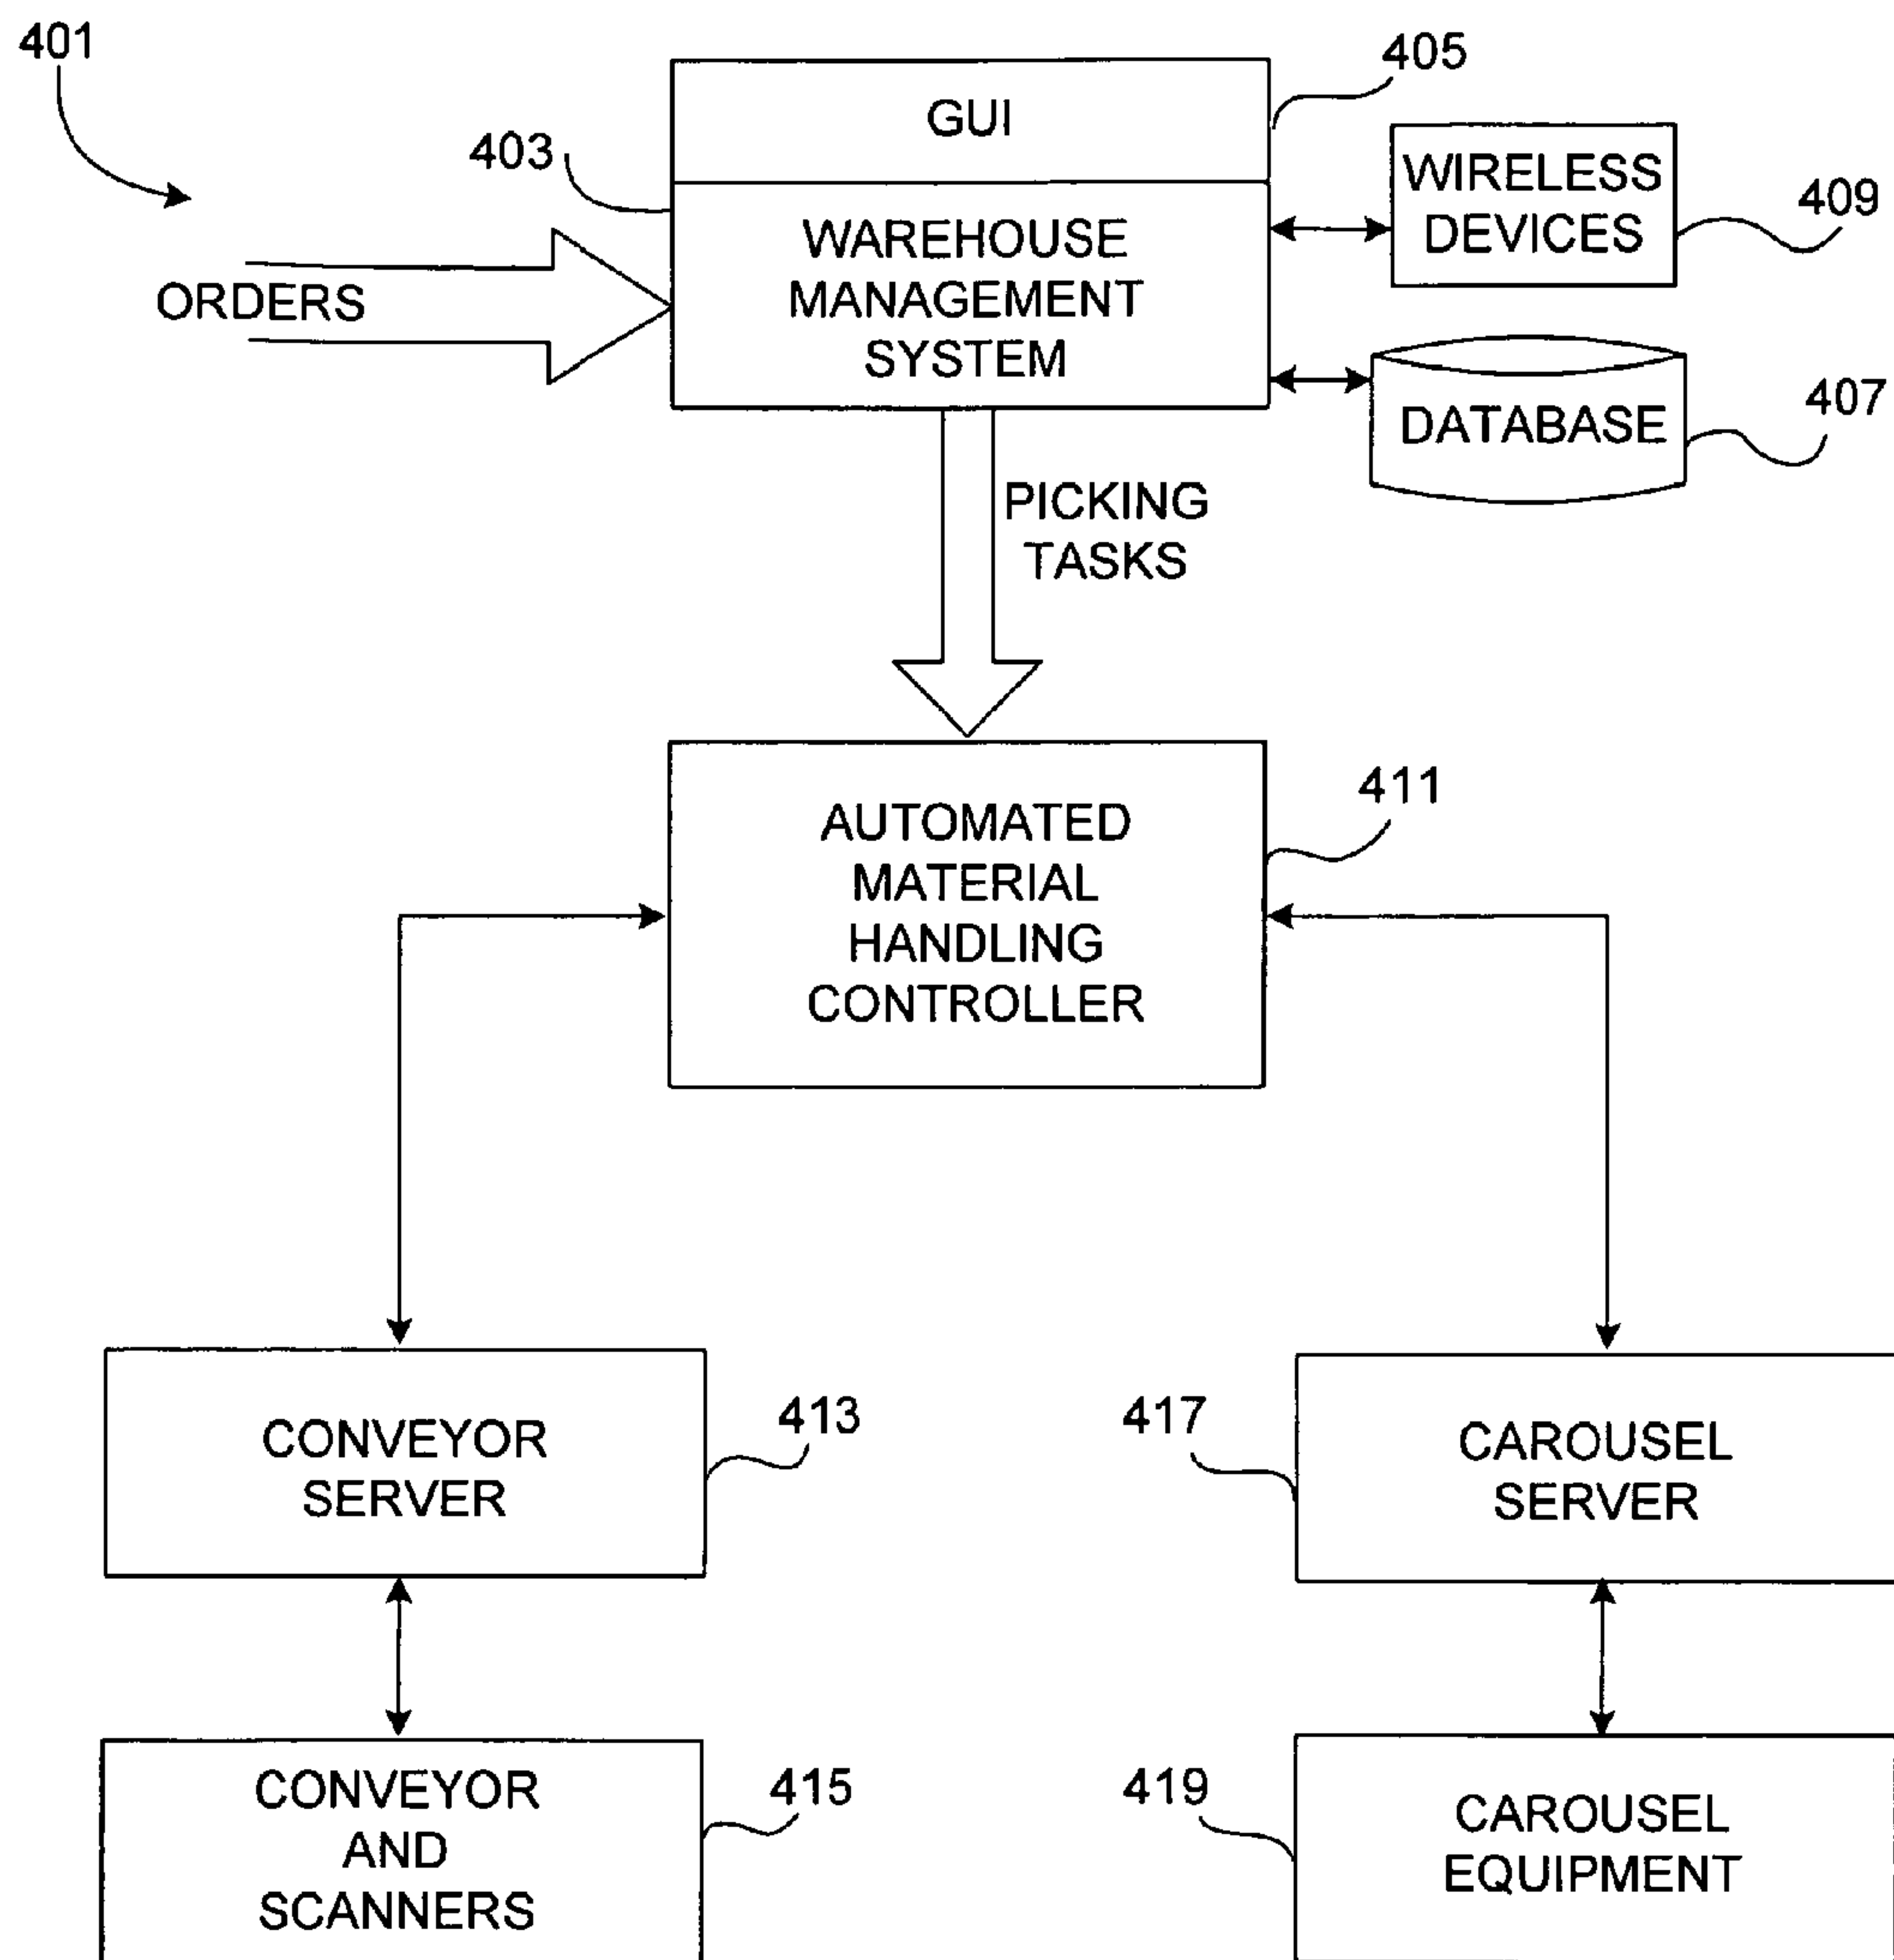 401
405
GUI
403
WIRELESS
DEVICES
409
WAREHOUSE
MANAGEMENT
SYSTEM
ORDERS
DATABASE
407
PICKING
TASKS
411
AUTOMATED
MATERIAL
HANDLING
CONTROLLER
CONVEYOR
SERVER
413
417
CAROUSEL
SERVER
CONVEYOR
AND
SCANNERS
415
419
CAROUSEL
EQUIPMENT